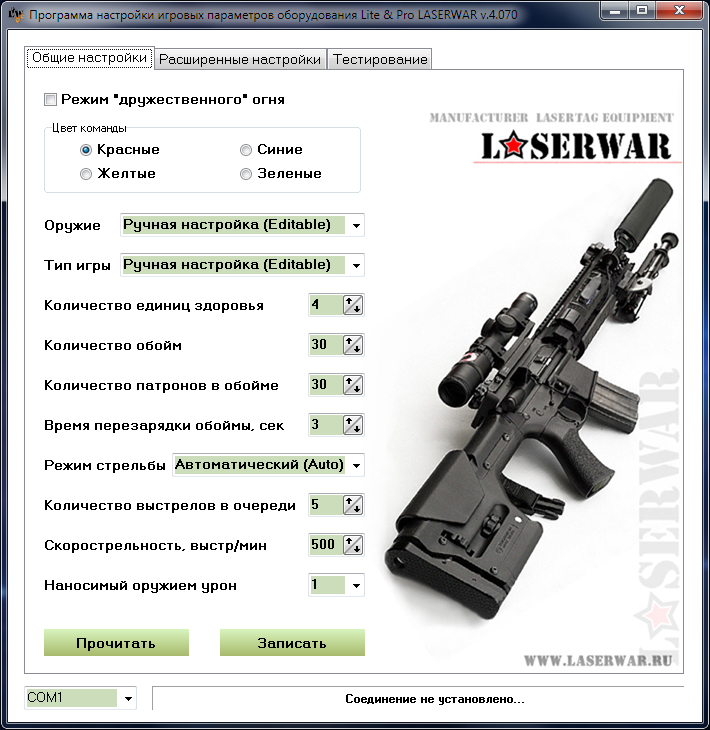 Программа настройки игровых параметров оборудования Lite & Pro LASERWAR v.4.070
Общие настройки
Расширенные настройки
Тестирование
Режим "дружественного" огня
Цвет команды
Красные
Синие
Желтые
Зеленые
Оружие
Ручная настройка (Editable)
Тип игры
Ручная настройка (Editable)
Количество единиц здоровья
4
Количество обойм
30
Количество патронов в обойме
30
Время перезарядки обоймы, сек
3
Режим стрельбы
Автоматический (Auto)
Количество выстрелов в очереди
5
Скорострельность, выстр/мин
500
Наносимый оружием урон
1
Прочитать
Записать
MANUFACTURER LASERTAG EQUIPMENT
L★SERWAR
L★SERWAR
WWW.LASERWAR.RU
COM1
Соединение не установлено...